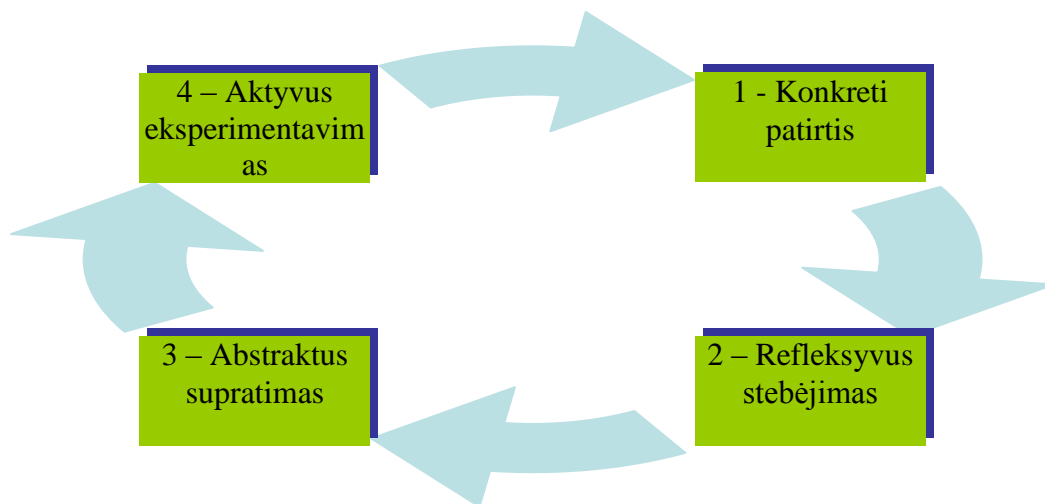 4 – Aktyvus
eksperimentavim
as
1 - Konkreti
patirtis
3 – Abstraktus
supratimas
2 – Refleksyvus
stebėjimas